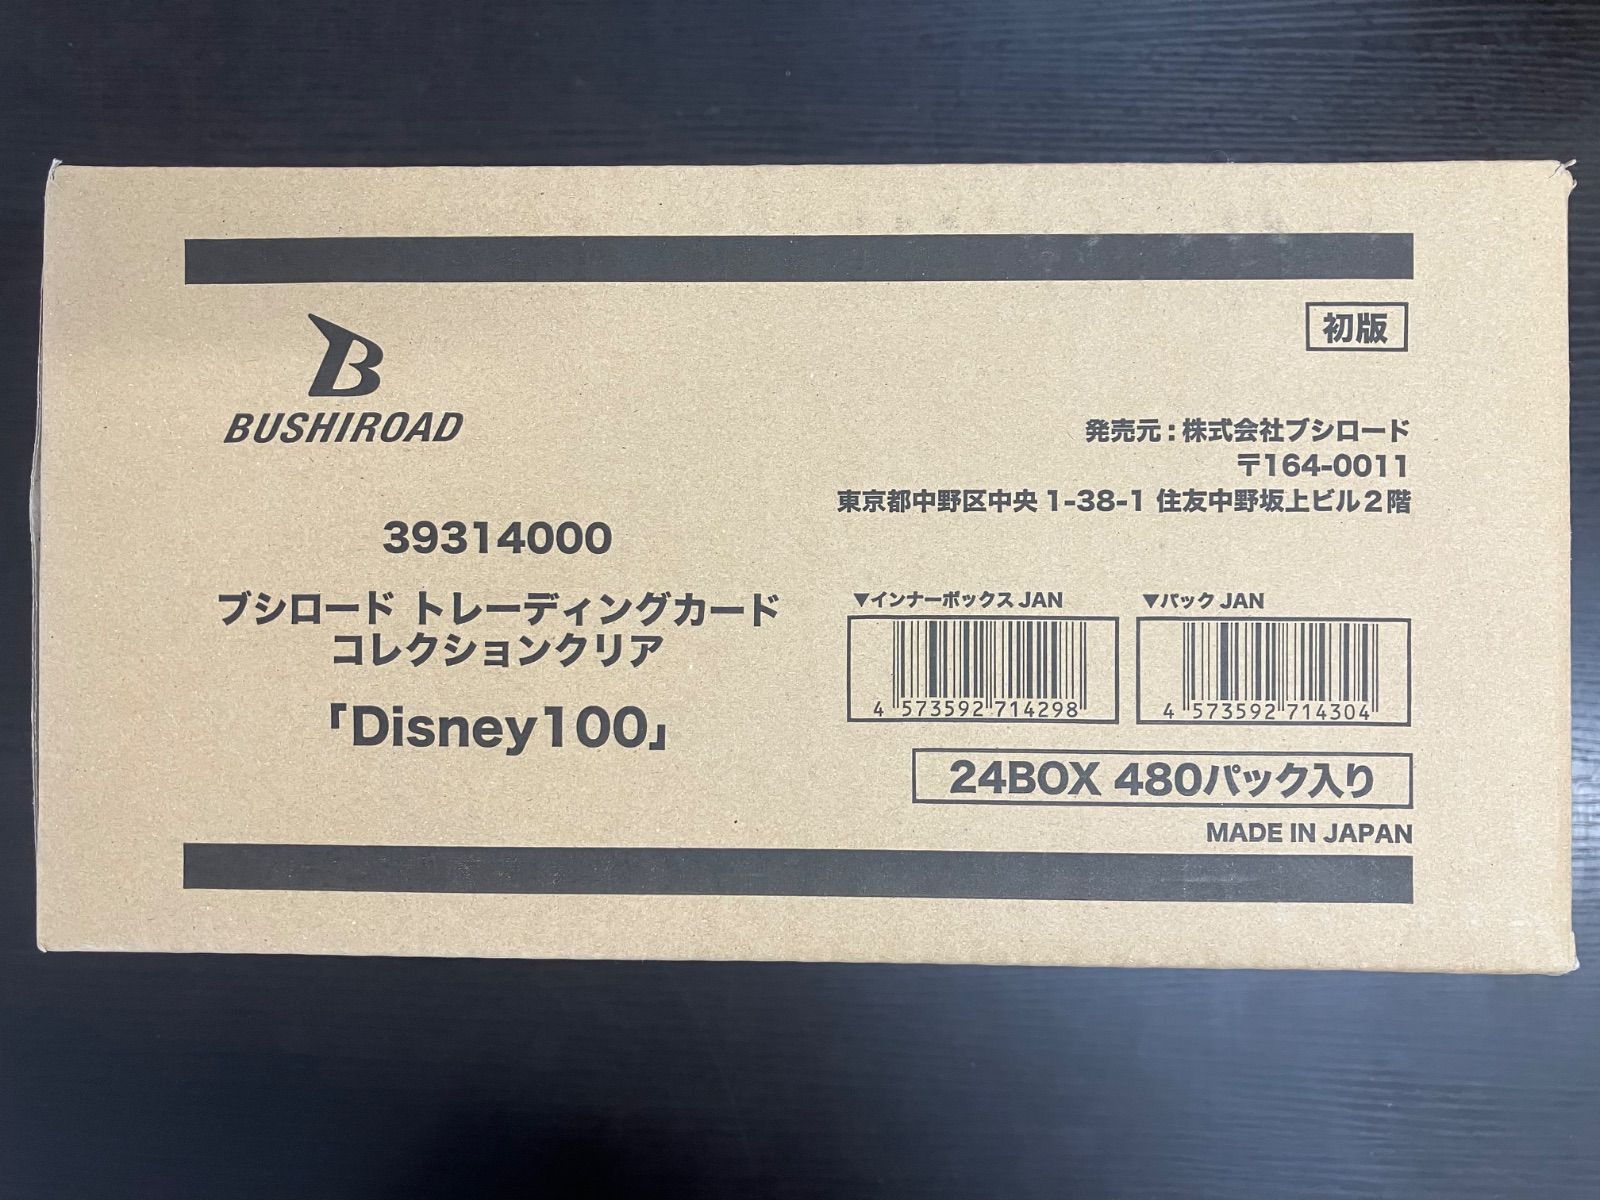 B
BUSHIROAD
39314000
ブシロード トレーディングカード
コレクションクリア
「Disney100」
初版
発売元:株式会社ブシロード
〒164-0011
東京都中野区中央 1-38-1 住友中野坂上ビル2階
▼インナーボックス JAN
4 573592 714298
▼パック JAN
4 573592 714304
24BOX 480パック入り
MADE IN JAPAN